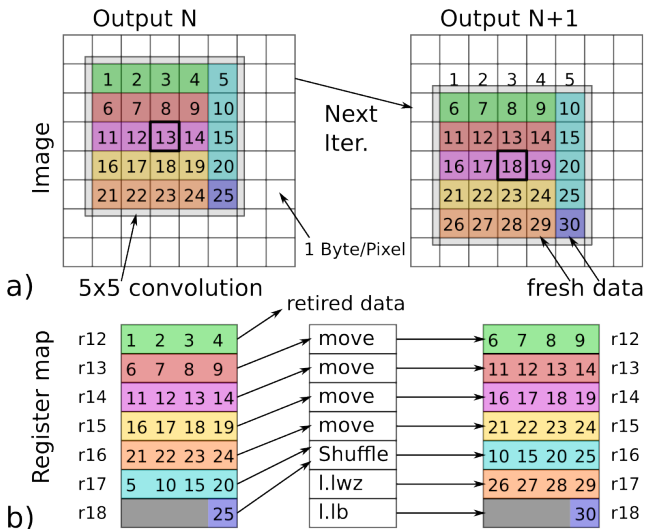 Output N
Output N+1
Image
1 2 3 4 5
6 7 8 9 10
11 12 13 14 15
16 17 18 19 20
21 22 23 24 25
Next
Iter.
1 2 3 4 5
6 7 8 9 10
11 12 13 14 15
16 17 18 19 20
21 22 23 24 25
26 27 28 29 30
1 Byte/Pixel
a)
5x5 convolution
fresh data
retired data
Register map
r12 1 2 3 4 move 6 7 8 9 r12
r13 6 7 8 9 move 11 12 13 14 r13
r14 11 12 13 14 move 16 17 18 19 r14
r15 16 17 18 19 move 21 22 23 24 r15
r16 21 22 23 24 Shuffle 10 15 20 25 r16
r17 5 10 15 20 l.lwz 26 27 28 29 r17
r18 25 l.lb 30 r18
b)